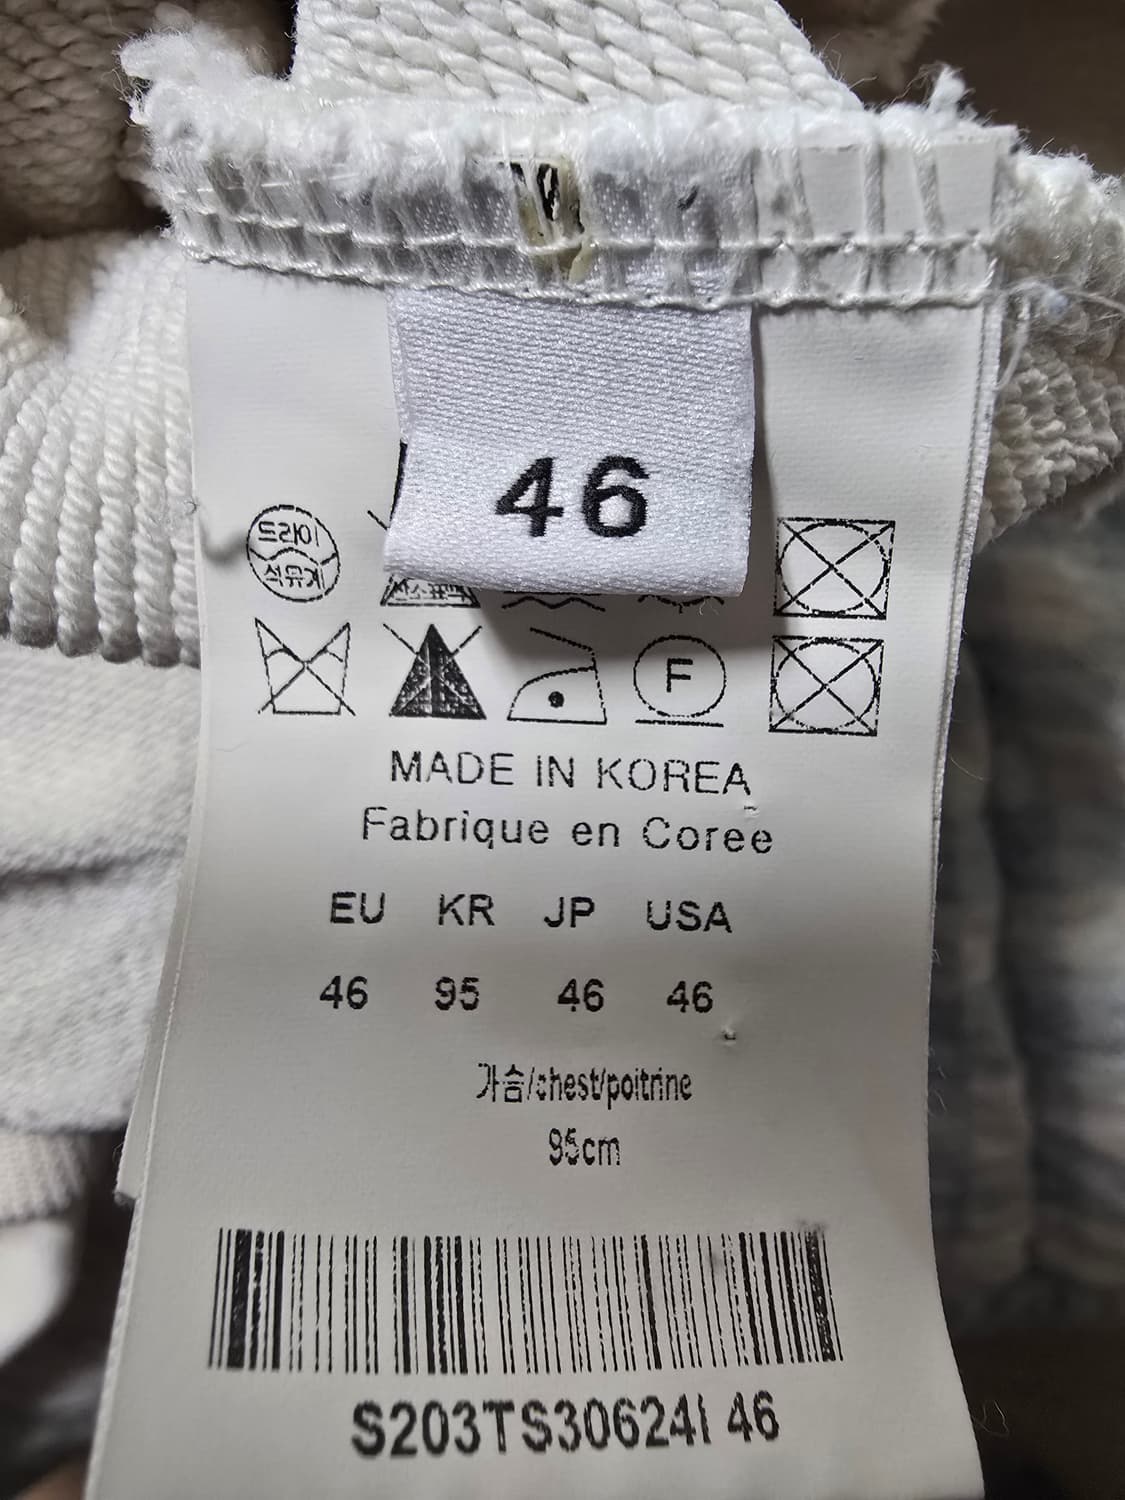 46
드라이
석유계
F
MADE IN KOREA
Fabrique en Coree
EU KR JP USA
46 95 46 46
가슴/chest/poitrine
95cm
S203TS30624I 46